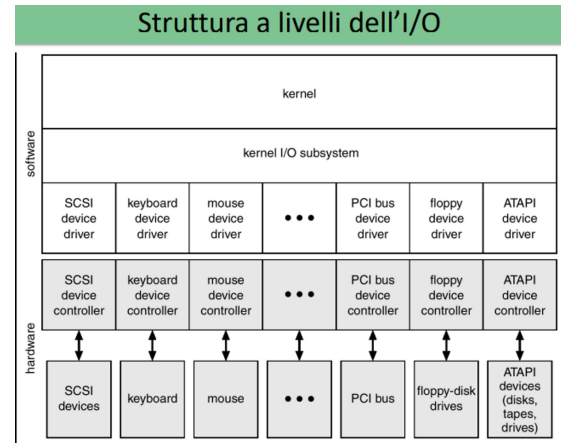 Struttura a livelli dell'I/O
software
kernel
kernel I/O subsystem
SCSI
device
driver
keyboard
device
driver
mouse
device
driver
•••
PCI bus
device
driver
floppy
device
driver
ATAPI
device
driver
hardware
SCSI
device
controller
keyboard
device
controller
mouse
device
controller
•••
PCI bus
device
controller
floppy
device
controller
ATAPI
device
controller
SCSI
devices
keyboard
mouse
•••
PCI bus
floppy-disk
drives
ATAPI
devices
(disks,
tapes,
drives)